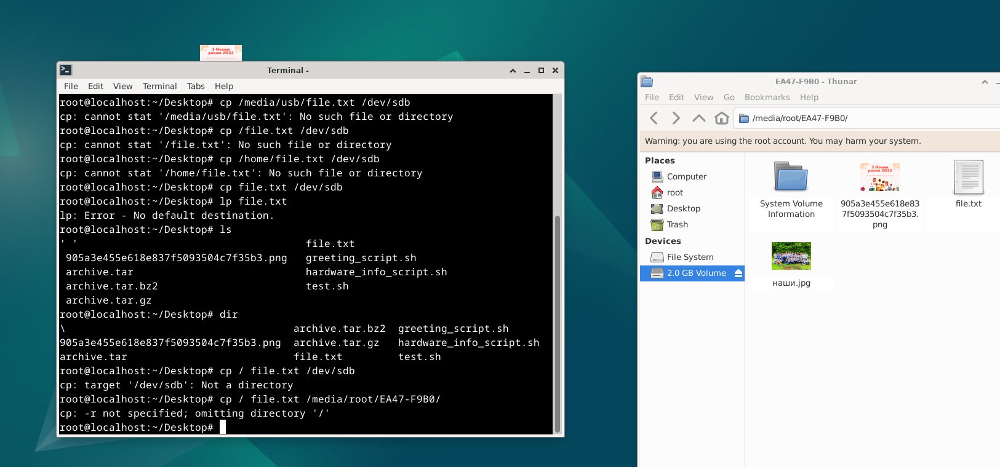 З Новим
роком 2023
Terminal -
File Edit View Terminal Tabs Help
root@localhost:~/Desktop# cp /media/usb/file.txt /dev/sdb
cp: cannot stat '/media/usb/file.txt': No such file or directory
root@localhost:~/Desktop# cp /file.txt /dev/sdb
cp: cannot stat '/file.txt': No such file or directory
root@localhost:~/Desktop# cp /home/file.txt /dev/sdb
cp: cannot stat '/home/file.txt': No such file or directory
root@localhost:~/Desktop# cp file.txt /dev/sdb
root@localhost:~/Desktop# lp file.txt
lp: Error - No default destination.
root@localhost:~/Desktop# ls
' ' file.txt
905a3e455e618e837f5093504c7f35b3.png greeting_script.sh
archive.tar hardware_info_script.sh
archive.tar.bz2 test.sh
archive.tar.gz
root@localhost:~/Desktop# dir
\ archive.tar.bz2 greeting_script.sh
905a3e455e618e837f5093504c7f35b3.png archive.tar.gz hardware_info_script.sh
archive.tar file.txt test.sh
root@localhost:~/Desktop# cp / file.txt /dev/sdb
cp: target '/dev/sdb': Not a directory
root@localhost:~/Desktop# cp / file.txt /media/root/EA47-F9B0/
cp: -r not specified; omitting directory '/'
root@localhost:~/Desktop#
EA47-F9B0 - Thunar
File Edit View Go Bookmarks Help
/media/root/EA47-F9B0/
Warning: you are using the root account. You may harm your system.
Places
Computer
root
Desktop
Trash
Devices
File System
2.0 GB Volume
System Volume
Information
З Новим
роком 2023
905a3e455e618e83
7f5093504c7f35b3.
png
file.txt
наши.jpg